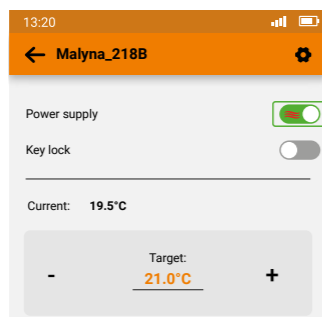 13:20
Malyna_218B
Power supply
Key lock
Current: 19.5°C
Target:
- 21.0°C +